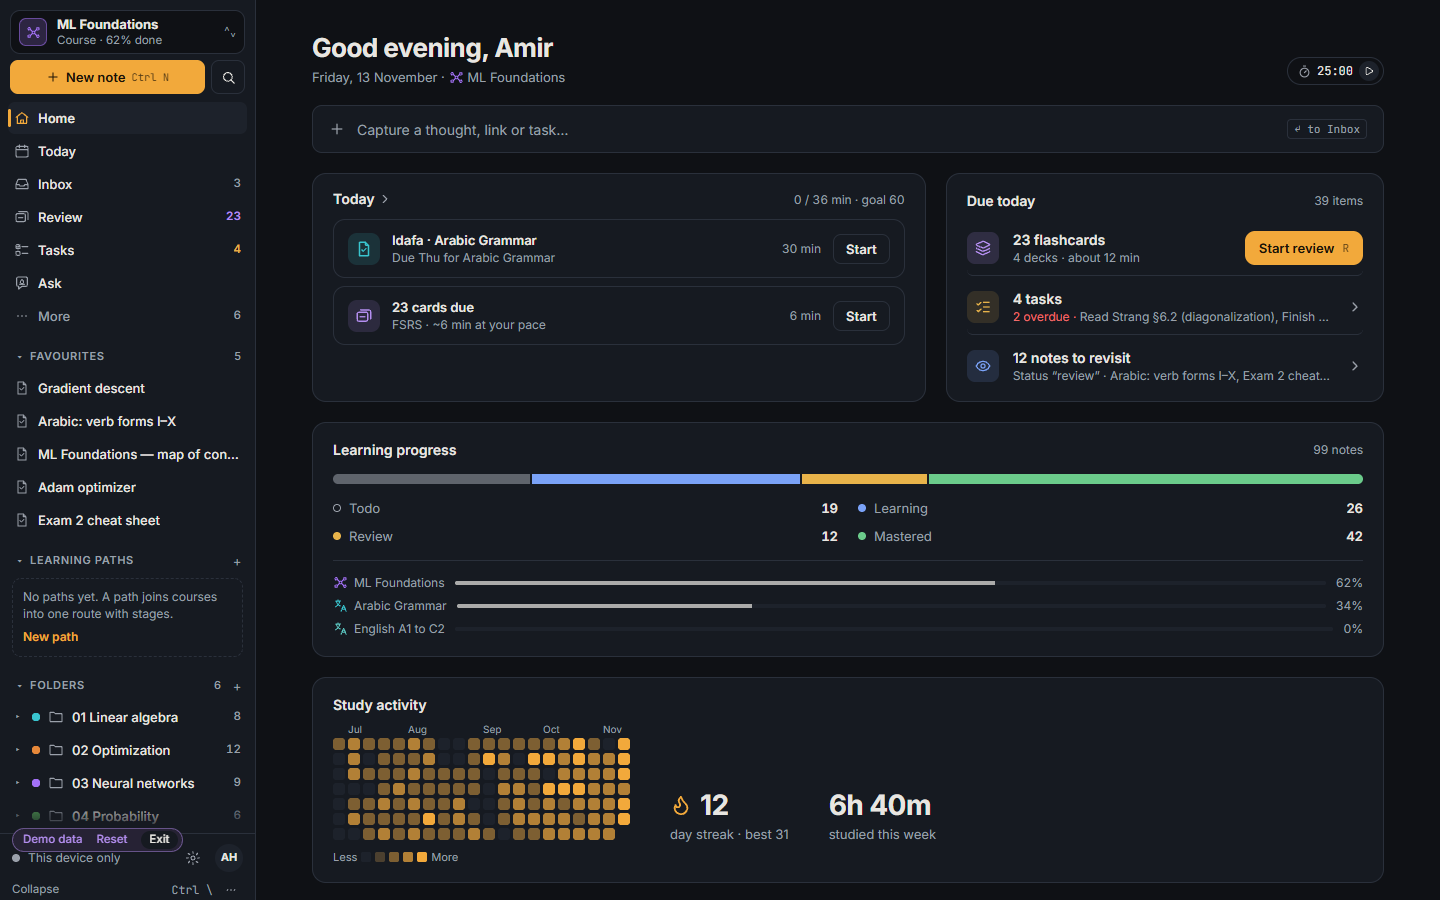 ML Foundations
Course · 62% done
New note Ctrl N
Home
Today
Inbox 3
Review 23
Tasks 4
Ask
More 6
FAVOURITES 5
Gradient descent
Arabic: verb forms I–X
ML Foundations — map of con...
Adam optimizer
Exam 2 cheat sheet
LEARNING PATHS +
No paths yet. A path joins courses
into one route with stages.
New path
FOLDERS 6 +
01 Linear algebra 8
02 Optimization 12
03 Neural networks 9
04 Probability 6
Demo data Reset Exit
This device only AH
Collapse Ctrl \ ...
Good evening, Amir
Friday, 13 November · ML Foundations
25:00
Capture a thought, link or task...
↵ to Inbox
Today 0 / 36 min · goal 60
Idafa · Arabic Grammar
Due Thu for Arabic Grammar
30 min Start
23 cards due
FSRS · ~6 min at your pace
6 min Start
Due today 39 items
23 flashcards
4 decks · about 12 min
Start review R
4 tasks
2 overdue · Read Strang §6.2 (diagonalization), Finish ...
12 notes to revisit
Status “review” · Arabic: verb forms I–X, Exam 2 cheat...
Learning progress 99 notes
Todo 19
Learning 26
Review 12
Mastered 42
ML Foundations 62%
Arabic Grammar 34%
English A1 to C2 0%
Study activity
Jul Aug Sep Oct Nov
12
day streak · best 31
6h 40m
studied this week
Less More